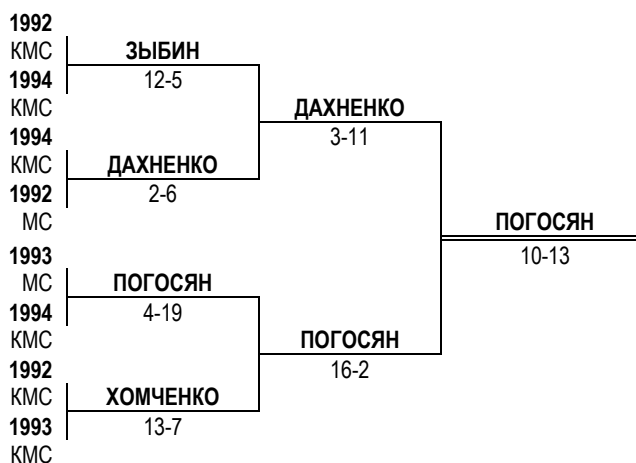 1992
КМС
ЗЫБИН
1994
12-5
КМС
ДАХНЕНКО
1994
3-11
КМС
ДАХНЕНКО
1992
2-6
МС
ПОГОСЯН
1993
10-13
МС
ПОГОСЯН
1994
4-19
КМС
ПОГОСЯН
1992
16-2
КМС
ХОМЧЕНКО
1993
13-7
КМС